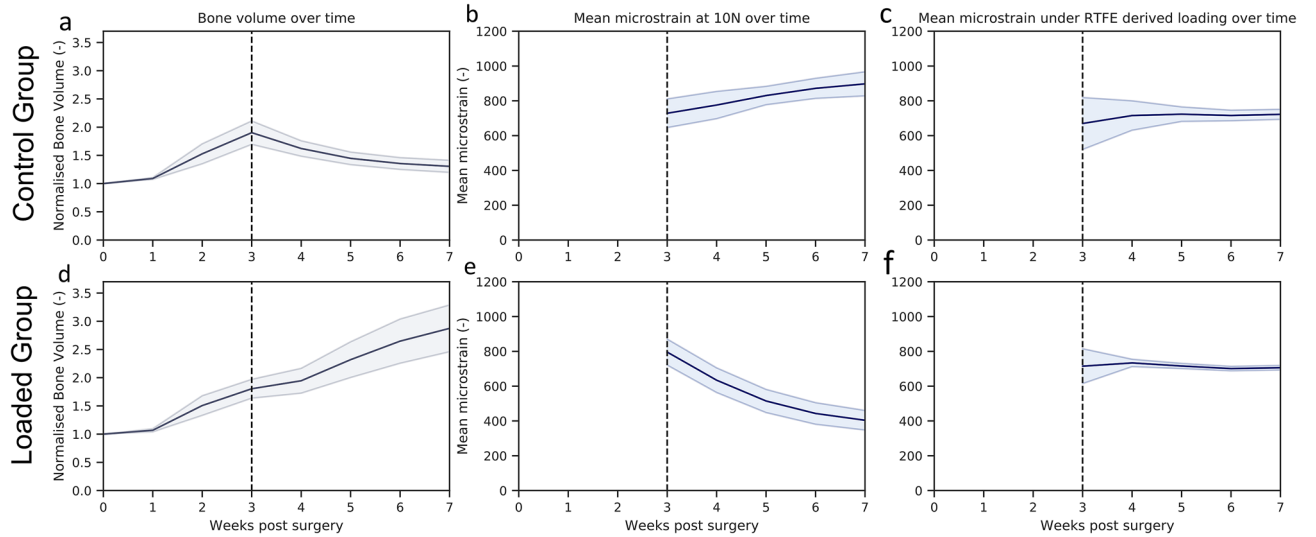 a
Bone volume over time
b
Mean microstrain at 10N over time
c
Mean microstrain under RTFE derived loading over time
Control Group
Normalised Bone Volume (-)
3.5
3.0
2.5
2.0
1.5
1.0
0.5
0.0
0 1 2 3 4 5 6 7
Mean microstrain (-)
1200
1000
800
600
400
200
0
0 1 2 3 4 5 6 7
1200
1000
800
600
400
200
0
0 1 2 3 4 5 6 7
d
e
f
Loaded Group
Normalised Bone Volume (-)
3.5
3.0
2.5
2.0
1.5
1.0
0.5
0.0
0 1 2 3 4 5 6 7
Weeks post surgery
Mean microstrain (-)
1200
1000
800
600
400
200
0
0 1 2 3 4 5 6 7
Weeks post surgery
1200
1000
800
600
400
200
0
0 1 2 3 4 5 6 7
Weeks post surgery